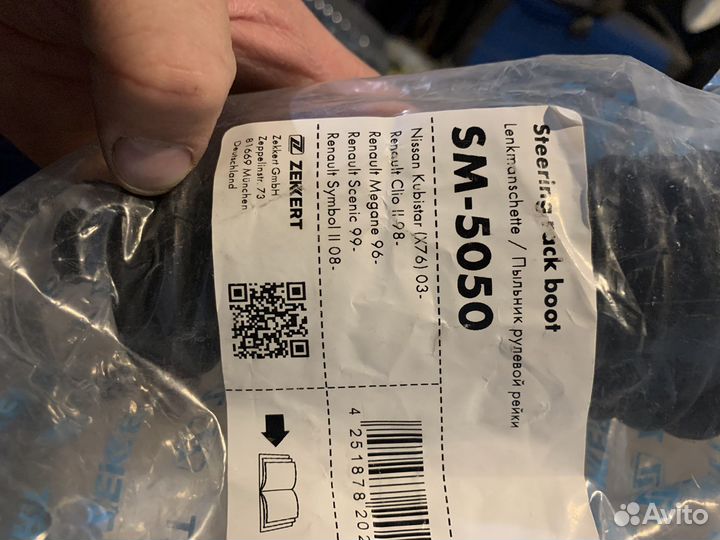 Steering rack boot
Lenkmanschette / Пыльник рулевой рейки
SM-5050
Nissan Kubistar (X76) 03-
Renault Clio II 98-
Renault Megane 96-
Renault Scenic 99-
Renault Symbol II 08-
ZEKKERT
Zekkert GmbH
Zeppelinstr. 73
81669 München
Deutschland
4 251878 202
Avito